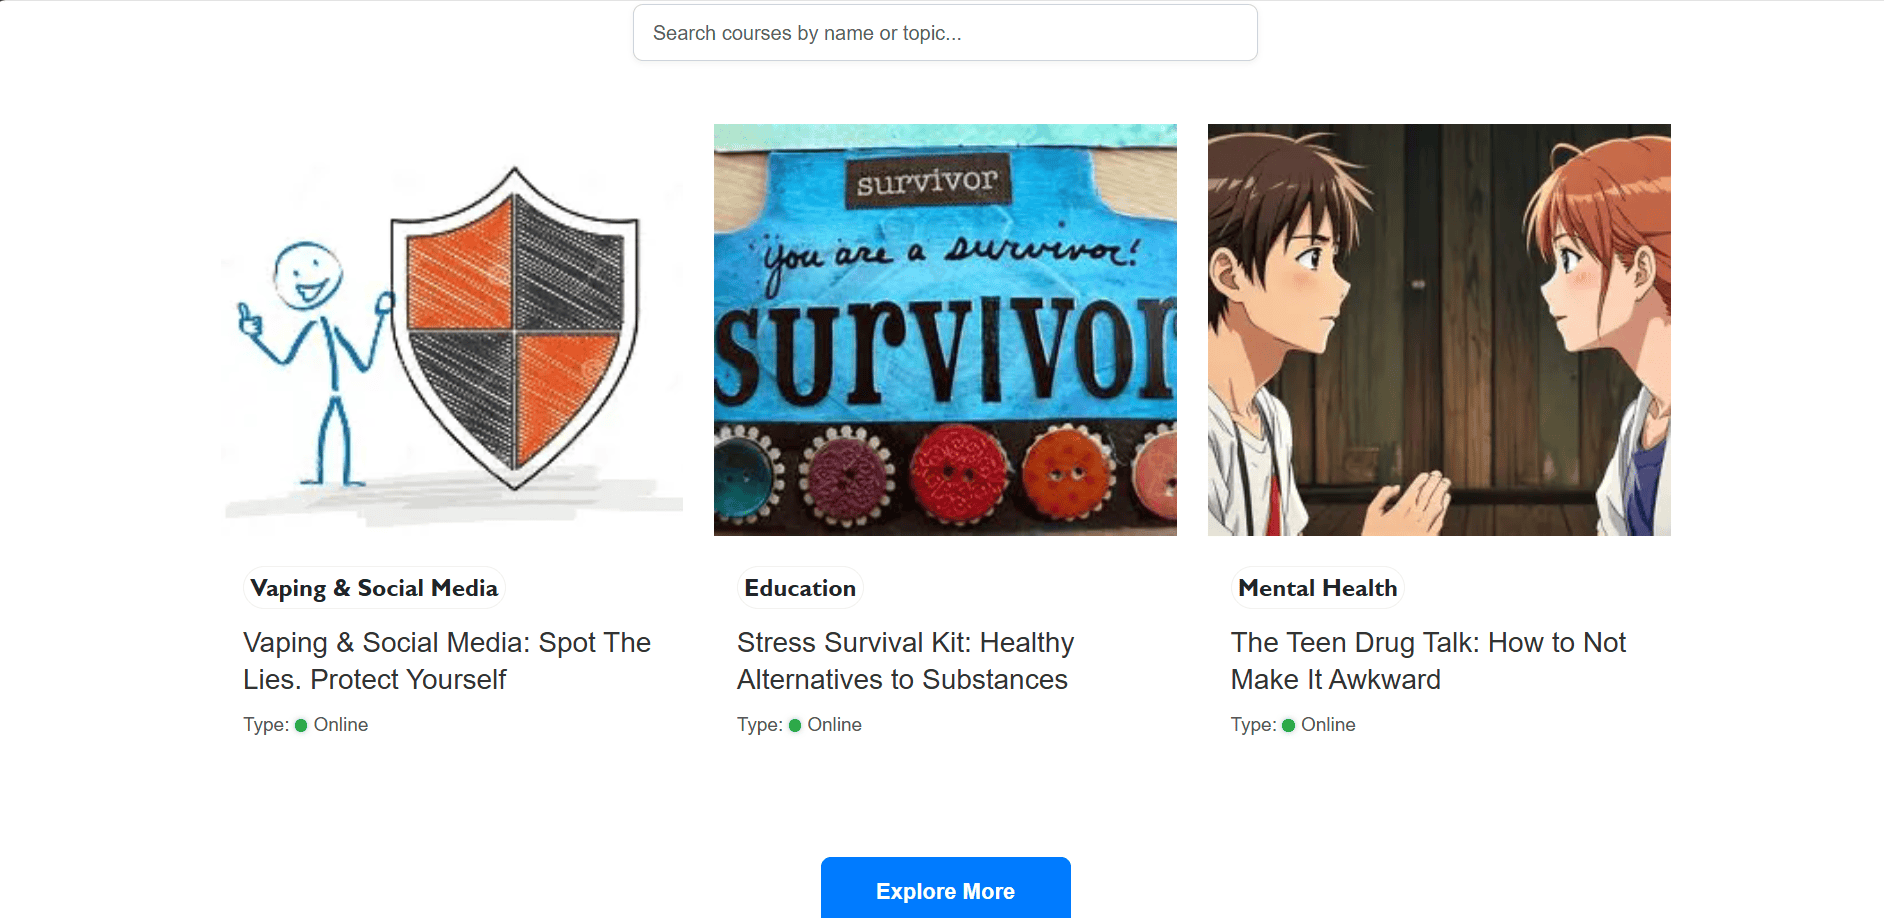 Search courses by name or topic...
survivor
you are a survivor!
survivor
Vaping & Social Media
Vaping & Social Media: Spot The
Lies. Protect Yourself
Type: Online
Education
Stress Survival Kit: Healthy
Alternatives to Substances
Type: Online
Mental Health
The Teen Drug Talk: How to Not
Make It Awkward
Type: Online
Explore More